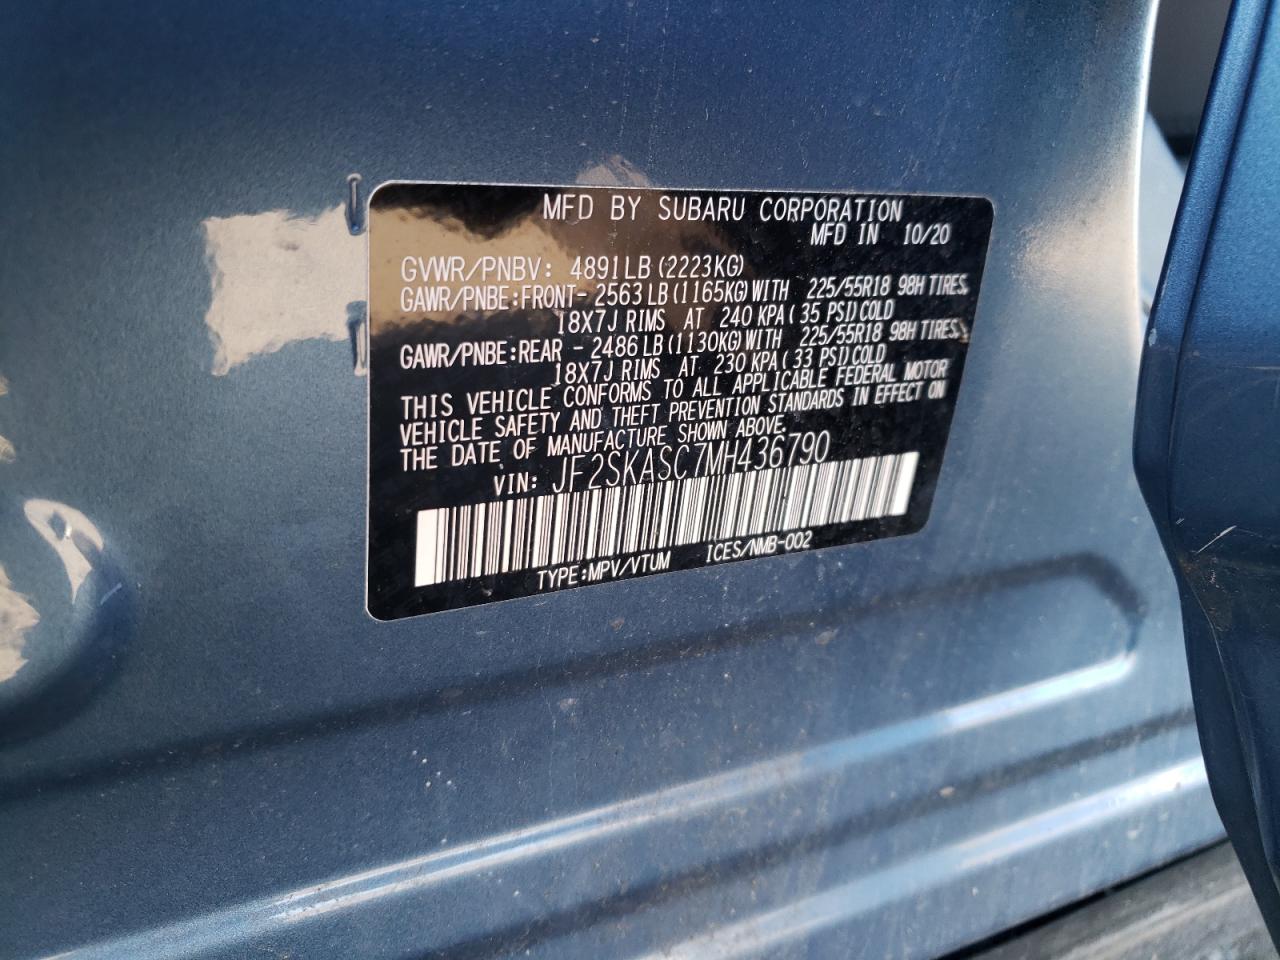 MFD BY SUBARU CORPORATION
MFD IN 10/20
GVWR/PNBV: 4891LB(2223KG)
GAWR/PNBE:FRONT- 2563LB(1165KG)WITH 225/55R18 98H TIRES,
18X7J RIMS AT 240 KPA(35 PSI)COLD
GAWR/PNBE:REAR - 2486LB(1130KG)WITH 225/55R18 98H TIRES,
18X7J RIMS AT 230 KPA(33 PSI)COLD
THIS VEHICLE CONFORMS TO ALL APPLICABLE FEDERAL MOTOR
VEHICLE SAFETY AND THEFT PREVENTION STANDARDS IN EFFECT ON
THE DATE OF MANUFACTURE SHOWN ABOVE.
VIN: JF2SKASC7MH436790
TYPE:MPV/VTUM ICES/NMB-002